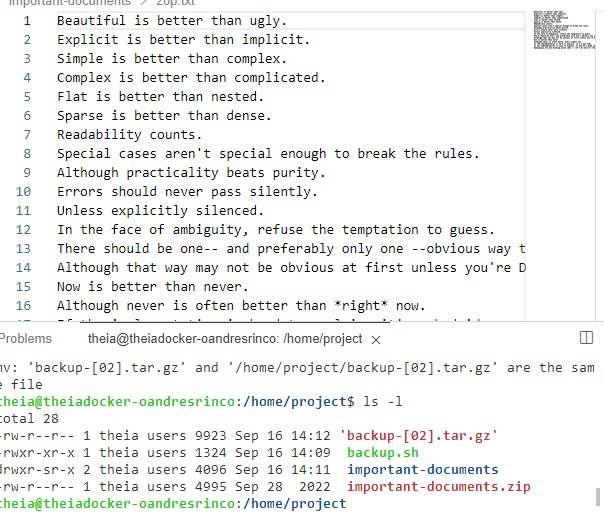 important-documents > zop.txt
1 Beautiful is better than ugly.
2 Explicit is better than implicit.
3 Simple is better than complex.
4 Complex is better than complicated.
5 Flat is better than nested.
6 Sparse is better than dense.
7 Readability counts.
8 Special cases aren't special enough to break the rules.
9 Although practicality beats purity.
10 Errors should never pass silently.
11 Unless explicitly silenced.
12 In the face of ambiguity, refuse the temptation to guess.
13 There should be one-- and preferably only one --obvious way t
14 Although that way may not be obvious at first unless you're D
15 Now is better than never.
16 Although never is often better than *right* now.
Problems theia@theiadocker-oandresrinco: /home/project ×
mv: 'backup-[02].tar.gz' and '/home/project/backup-[02].tar.gz' are the sam
e file
theia@theiadocker-oandresrinco:/home/project$ ls -l
total 28
-rw-r--r-- 1 theia users 9923 Sep 16 14:12 'backup-[02].tar.gz'
-rwxr-xr-x 1 theia users 1324 Sep 16 14:09 backup.sh
drwxr-sr-x 2 theia users 4096 Sep 16 14:11 important-documents
-rw-r--r-- 1 theia users 4995 Sep 28 2022 important-documents.zip
theia@theiadocker-oandresrinco:/home/project